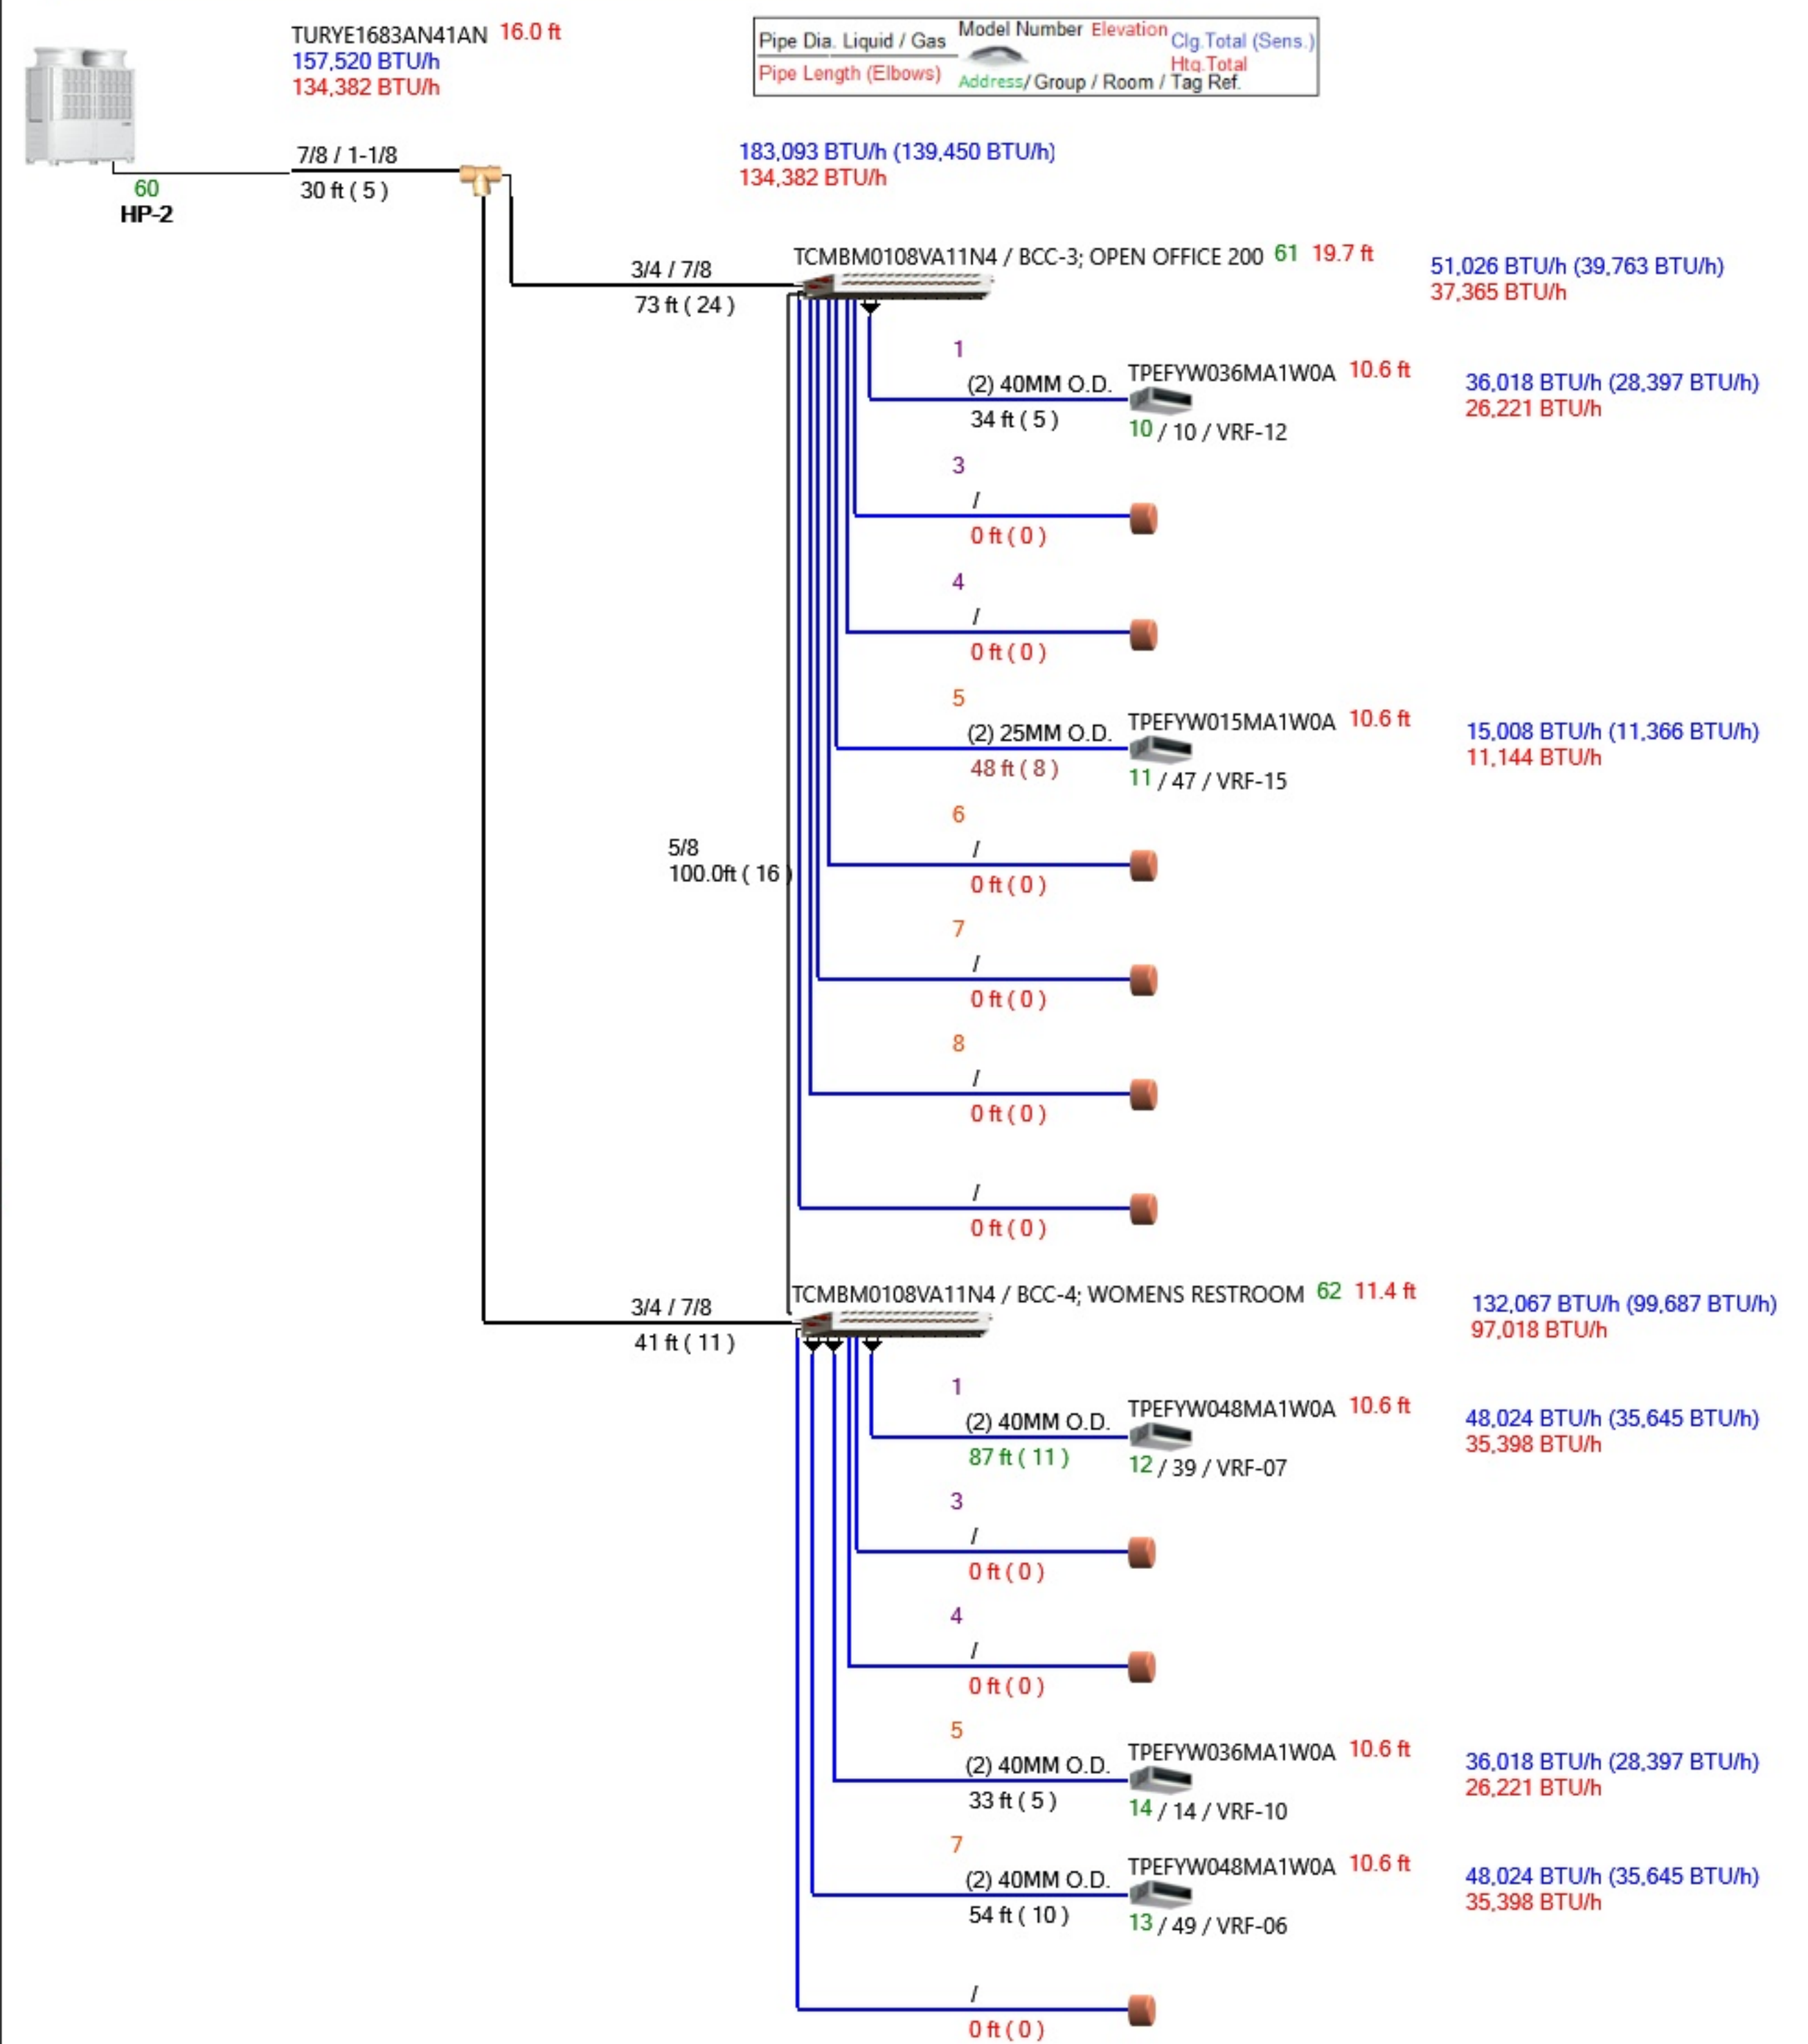 TURYE1683AN41AN 16.0 ft
157,520 BTU/h
134,382 BTU/h
Pipe Dia. Liquid / Gas
Pipe Length (Elbows)
Model Number Elevation
Clg.Total (Sens.)
Htg.Total
Address/ Group / Room / Tag Ref.
7/8 / 1-1/8
30 ft ( 5 )
60
HP-2
183,093 BTU/h (139,450 BTU/h)
134,382 BTU/h
TCMBM0108VA11N4 / BCC-3; OPEN OFFICE 200 61 19.7 ft
51,026 BTU/h (39,763 BTU/h)
37,365 BTU/h
3/4 / 7/8
73 ft ( 24 )
1
(2) 40MM O.D.
34 ft ( 5 )
TPEFYW036MA1W0A 10.6 ft
10 / 10 / VRF-12
36,018 BTU/h (28,397 BTU/h)
26,221 BTU/h
3
/
0 ft ( 0 )
4
/
0 ft ( 0 )
5
(2) 25MM O.D.
48 ft ( 8 )
TPEFYW015MA1W0A 10.6 ft
11 / 47 / VRF-15
15,008 BTU/h (11,366 BTU/h)
11,144 BTU/h
6
/
0 ft ( 0 )
5/8
100.0ft ( 16 )
7
/
0 ft ( 0 )
8
/
0 ft ( 0 )
/
0 ft ( 0 )
TCMBM0108VA11N4 / BCC-4; WOMENS RESTROOM 62 11.4 ft
132,067 BTU/h (99,687 BTU/h)
97,018 BTU/h
3/4 / 7/8
41 ft ( 11 )
1
(2) 40MM O.D.
87 ft ( 11 )
TPEFYW048MA1W0A 10.6 ft
12 / 39 / VRF-07
48,024 BTU/h (35,645 BTU/h)
35,398 BTU/h
3
/
0 ft ( 0 )
4
/
0 ft ( 0 )
5
(2) 40MM O.D.
33 ft ( 5 )
TPEFYW036MA1W0A 10.6 ft
14 / 14 / VRF-10
36,018 BTU/h (28,397 BTU/h)
26,221 BTU/h
7
(2) 40MM O.D.
54 ft ( 10 )
TPEFYW048MA1W0A 10.6 ft
13 / 49 / VRF-06
48,024 BTU/h (35,645 BTU/h)
35,398 BTU/h
/
0 ft ( 0 )